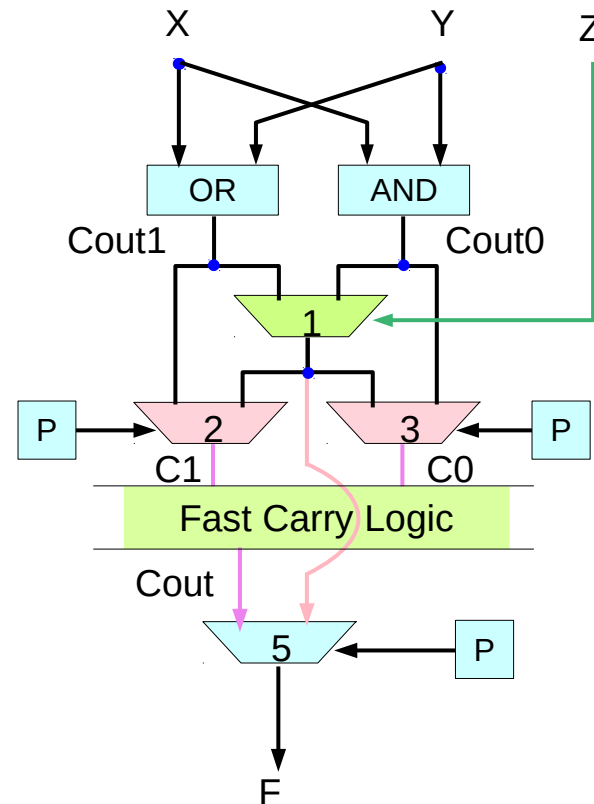 X Y Z
OR AND
Cout1 Cout0
1
P 2 3 P
C1 C0
Fast Carry Logic
Cout
5 P
F